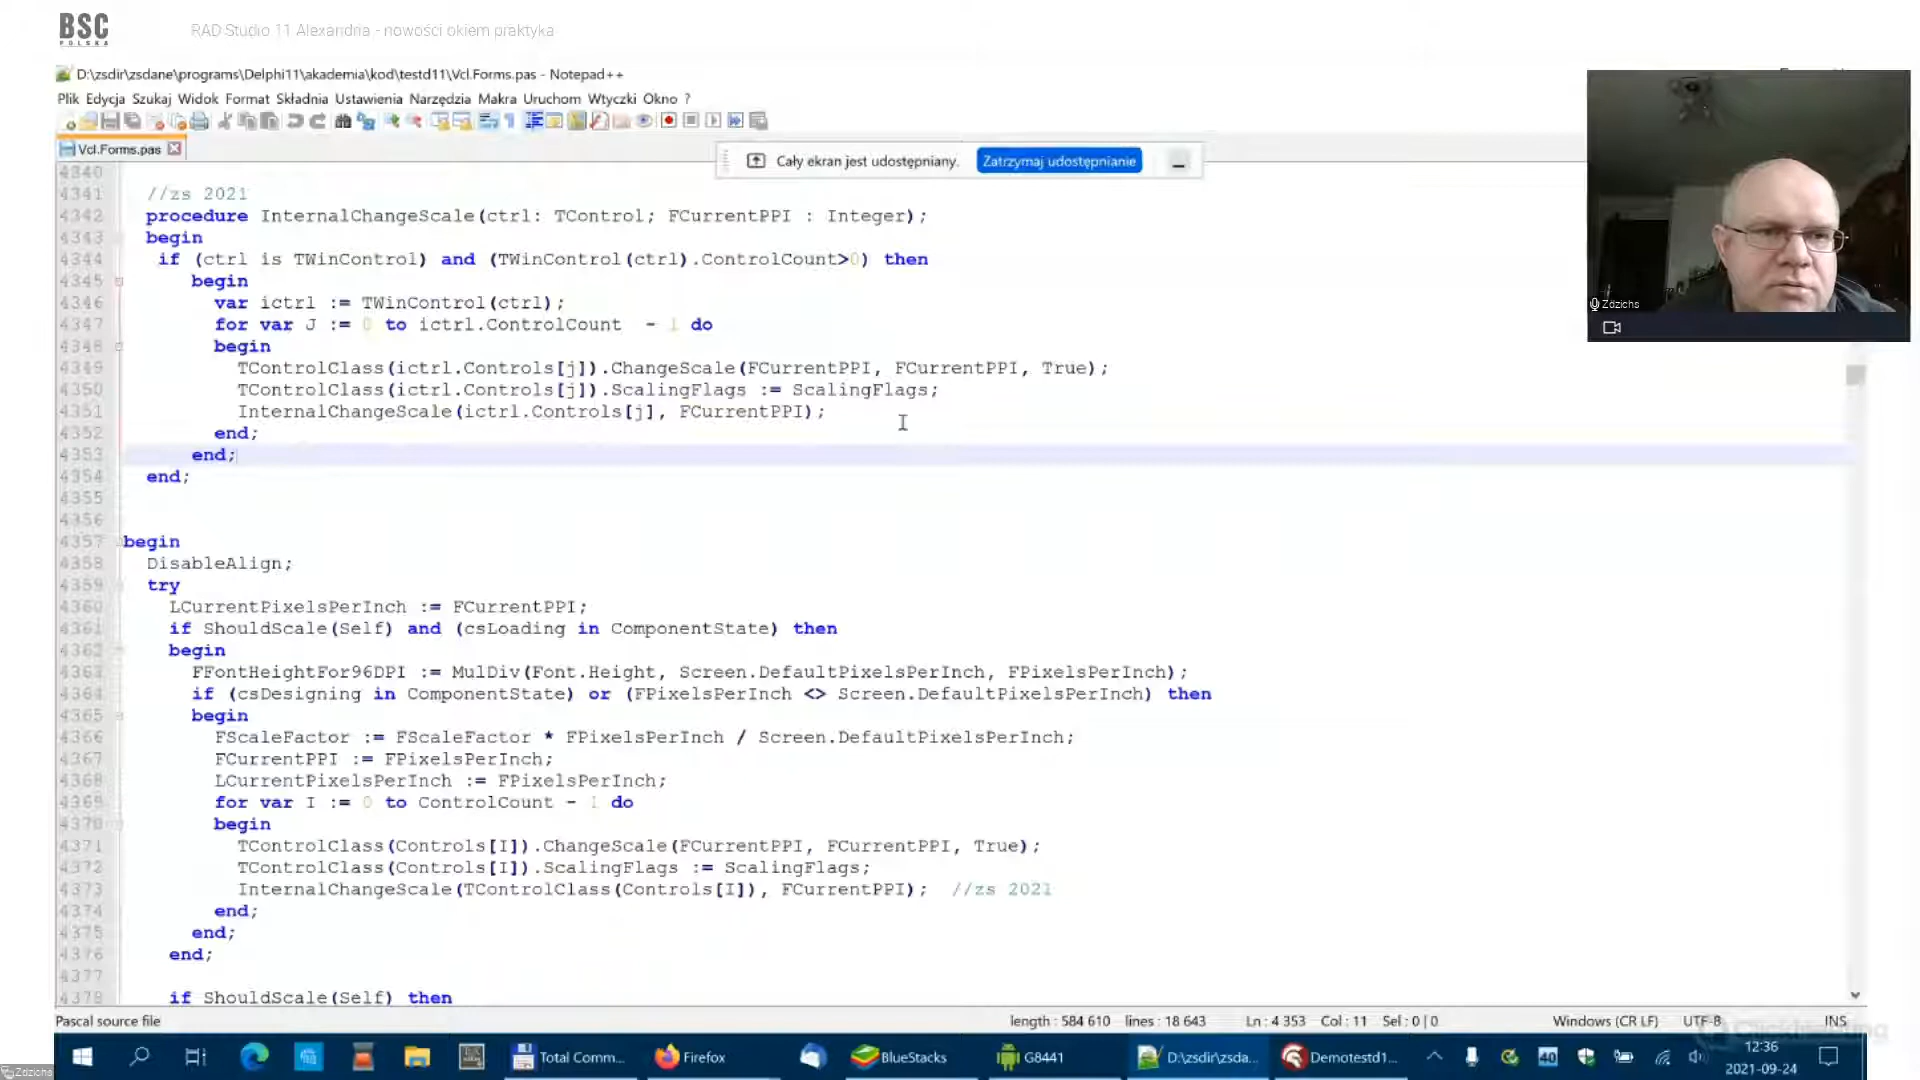 BSC
POLSKA
RAD Studio 11 Alexandria - nowości okiem praktyka
D:\zsdir\zsdane\programs\Delphi11\akademia\kod\testd11\Vcl.Forms.pas - Notepad++
Plik Edycja Szukaj Widok Format Składnia Ustawienia Narzędzia Makra Uruchom Wtyczki Okno ?
Vcl.Forms.pas
Cały ekran jest udostępniany. Zatrzymaj udostępnianie
Zdzichs
4340
4341 //zs 2021
4342 procedure InternalChangeScale(ctrl: TControl; FCurrentPPI : Integer);
4343 begin
4344 if (ctrl is TWinControl) and (TWinControl(ctrl).ControlCount>0) then
4345 begin
4346 var ictrl := TWinControl(ctrl);
4347 for var J := 0 to ictrl.ControlCount - 1 do
4348 begin
4349 TControlClass(ictrl.Controls[j]).ChangeScale(FCurrentPPI, FCurrentPPI, True);
4350 TControlClass(ictrl.Controls[j]).ScalingFlags := ScalingFlags;
4351 InternalChangeScale(ictrl.Controls[j], FCurrentPPI);
4352 end;
4353 end;
4354 end;
4355
4356
4357 begin
4358 DisableAlign;
4359 try
4360 LCurrentPixelsPerInch := FCurrentPPI;
4361 if ShouldScale(Self) and (csLoading in ComponentState) then
4362 begin
4363 FFontHeightFor96DPI := MulDiv(Font.Height, Screen.DefaultPixelsPerInch, FPixelsPerInch);
4364 if (csDesigning in ComponentState) or (FPixelsPerInch <> Screen.DefaultPixelsPerInch) then
4365 begin
4366 FScaleFactor := FScaleFactor * FPixelsPerInch / Screen.DefaultPixelsPerInch;
4367 FCurrentPPI := FPixelsPerInch;
4368 LCurrentPixelsPerInch := FPixelsPerInch;
4369 for var I := 0 to ControlCount - 1 do
4370 begin
4371 TControlClass(Controls[I]).ChangeScale(FCurrentPPI, FCurrentPPI, True);
4372 TControlClass(Controls[I]).ScalingFlags := ScalingFlags;
4373 InternalChangeScale(TControlClass(Controls[I]), FCurrentPPI); //zs 2021
4374 end;
4375 end;
4376 end;
4377
4378 if ShouldScale(Self) then
Pascal source file length : 584 610 lines : 18 643 Ln : 4 353 Col : 11 Sel : 0 | 0 Windows (CR LF) UTF-8 INS
Total Comm... Firefox BlueStacks G8441 D:\zsdir\zsda... Demotestd1... 40 12:36
2021-09-24
Zdzichs